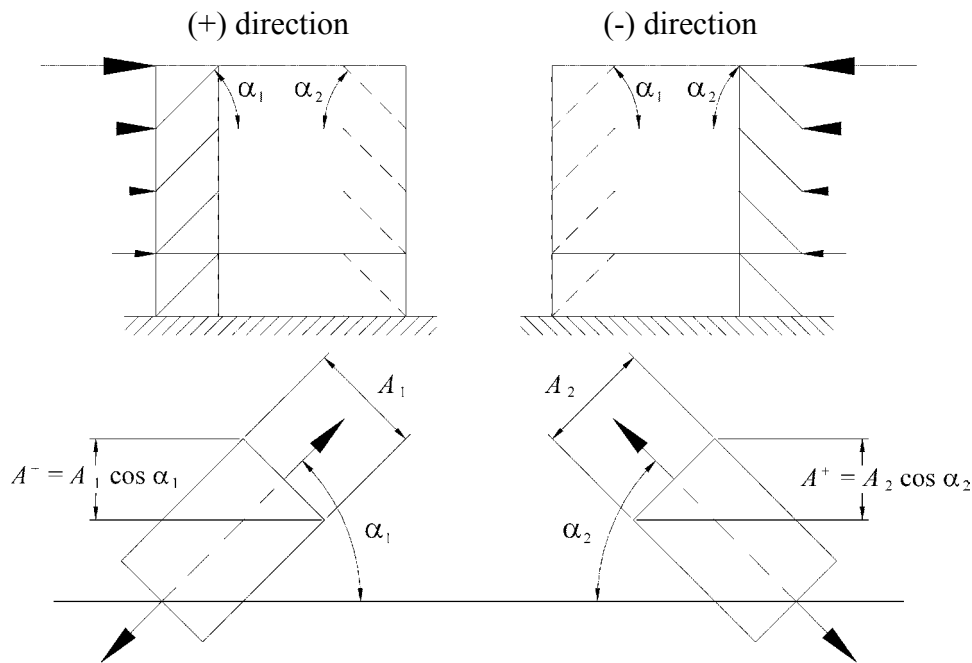 (+) direction
(-) direction
α₁ α₂
α₁ α₂
A₁
A₂
A⁻ = A₁ cos α₁
A⁺ = A₂ cos α₂
α₁
α₂